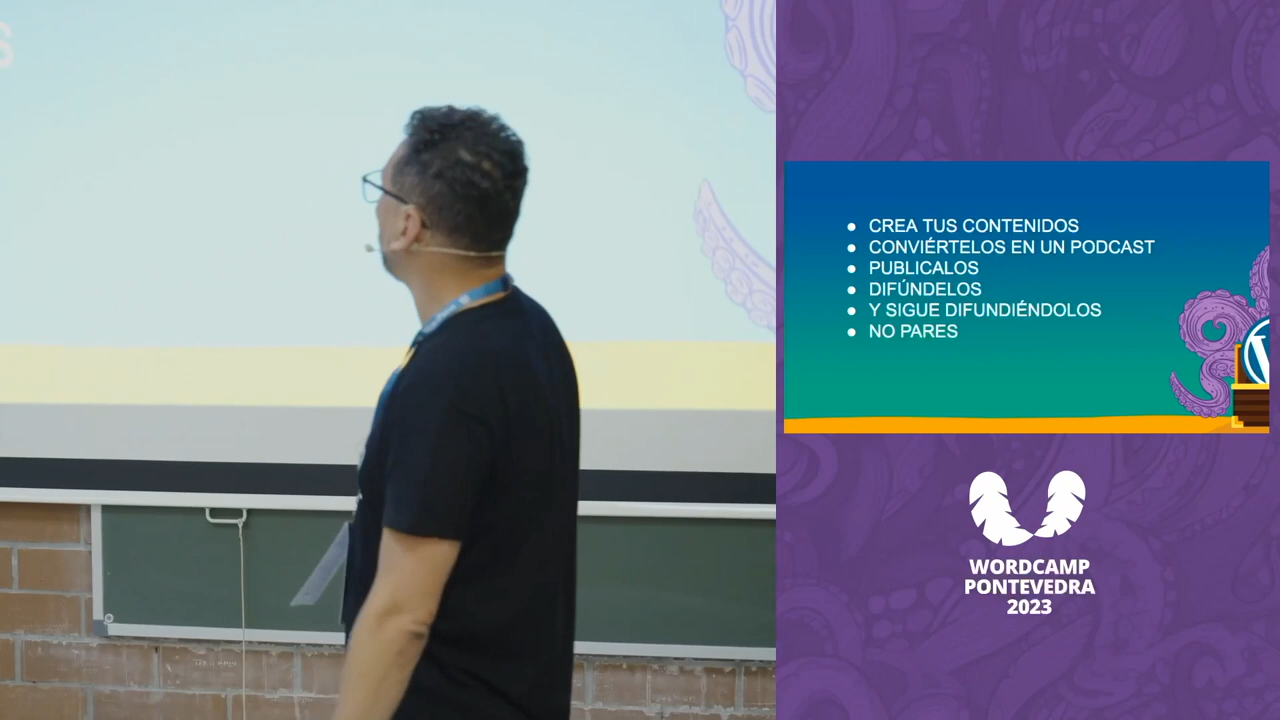 S
● CREA TUS CONTENIDOS
● CONVIÉRTELOS EN UN PODCAST
● PUBLICALOS
● DIFÚNDELOS
● Y SIGUE DIFUNDIÉNDOLOS
● NO PARES
WORDCAMP
PONTEVEDRA
2023